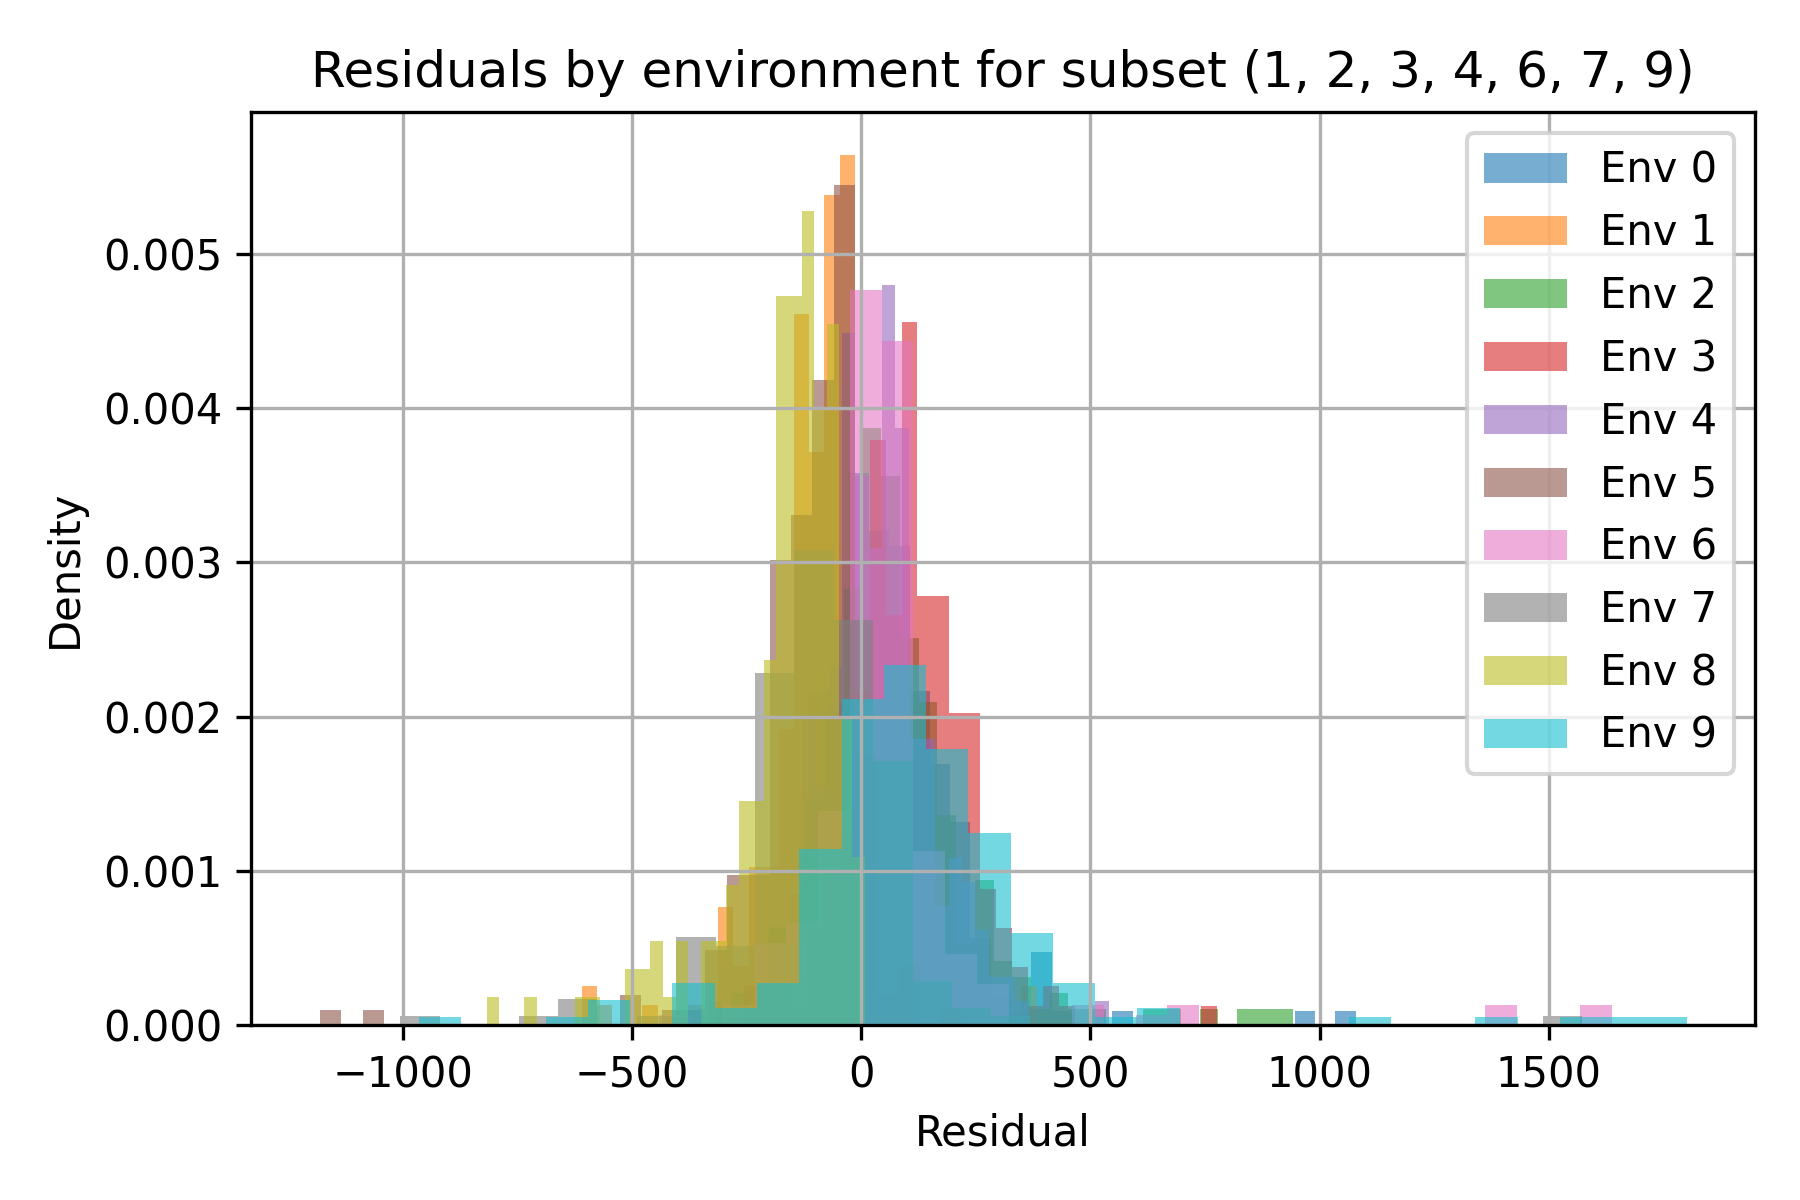 Residuals by environment for subset (1, 2, 3, 4, 6, 7, 9)
Density
0.005
0.004
0.003
0.002
0.001
0.000
−1000
−500
0
500
1000
1500
Residual
Env 0
Env 1
Env 2
Env 3
Env 4
Env 5
Env 6
Env 7
Env 8
Env 9